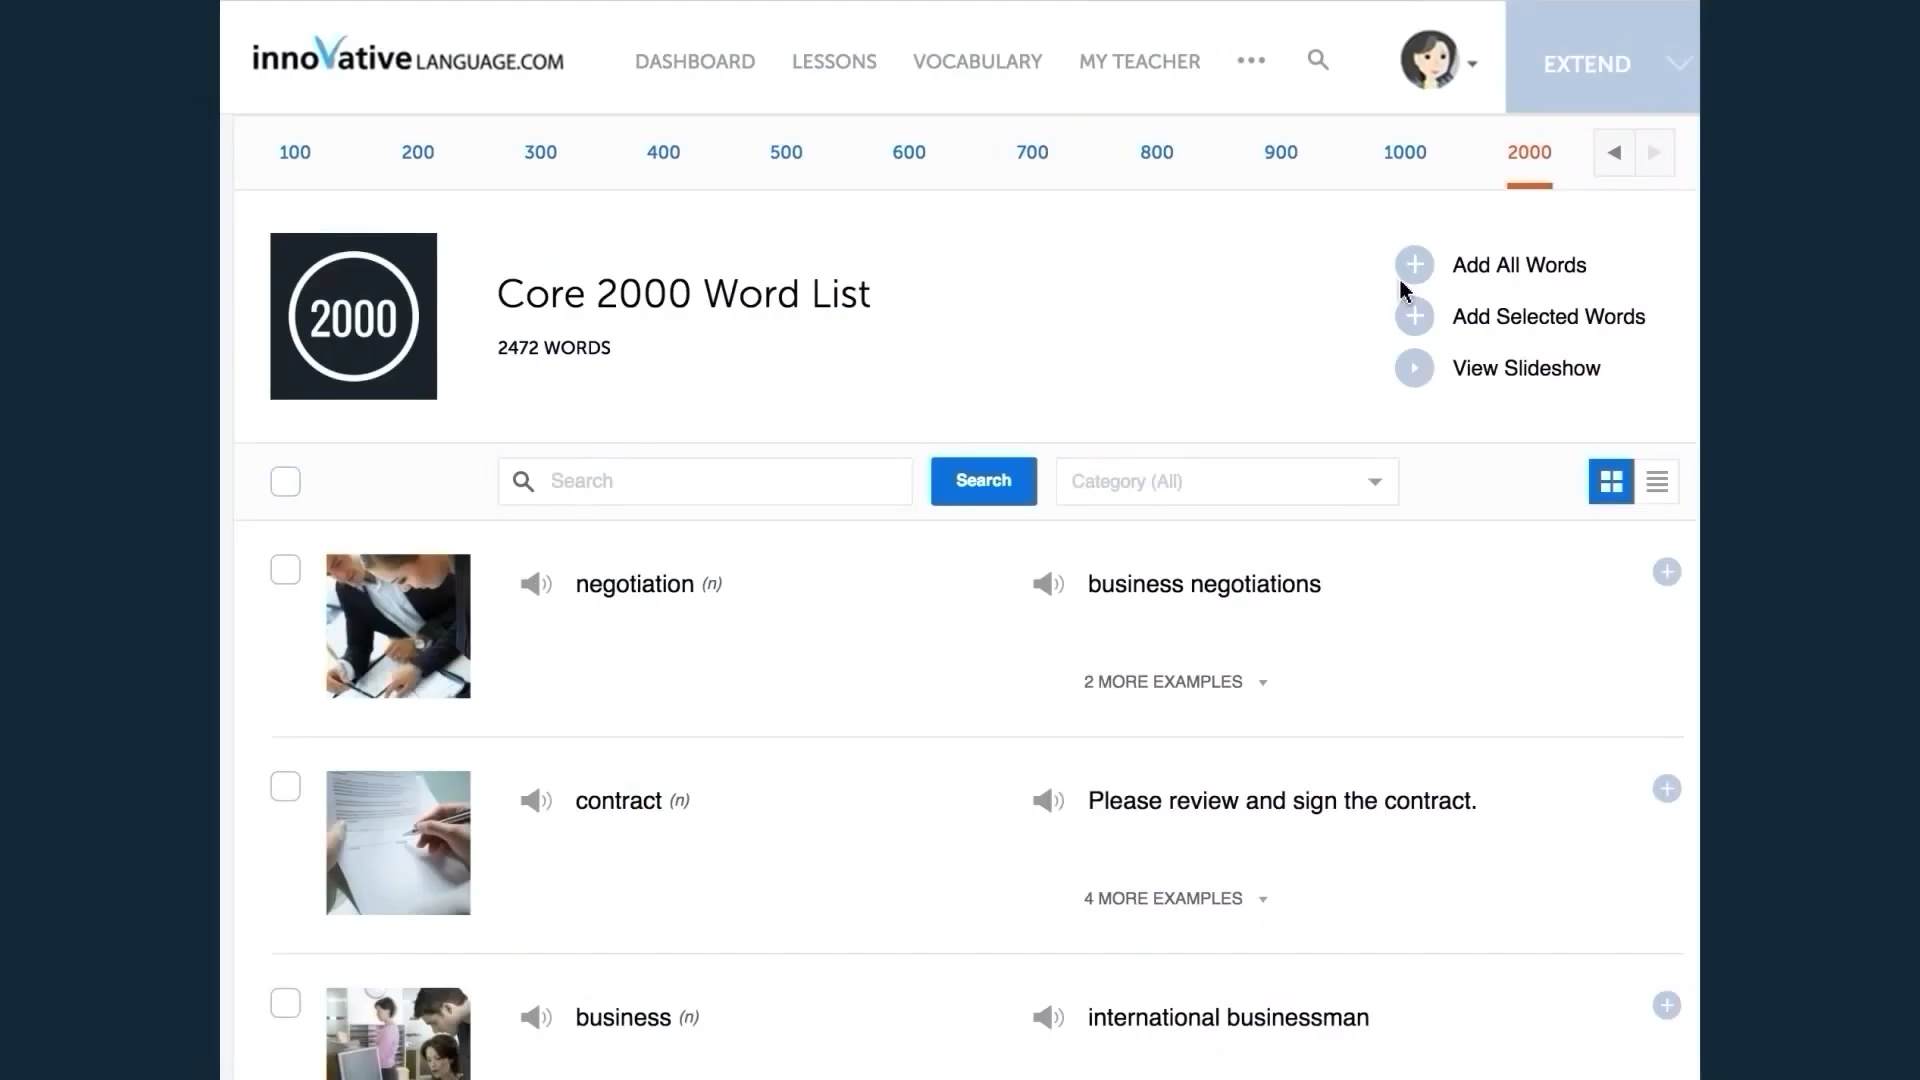 innoVative LANGUAGE.COM
DASHBOARD LESSONS VOCABULARY MY TEACHER EXTEND
100 200 300 400 500 600 700 800 900 1000 2000
2000
Core 2000 Word List
2472 WORDS
Add All Words
Add Selected Words
View Slideshow
Search Search Category (All)
negotiation (n) business negotiations
2 MORE EXAMPLES
contract (n) Please review and sign the contract.
4 MORE EXAMPLES
business (n) international businessman